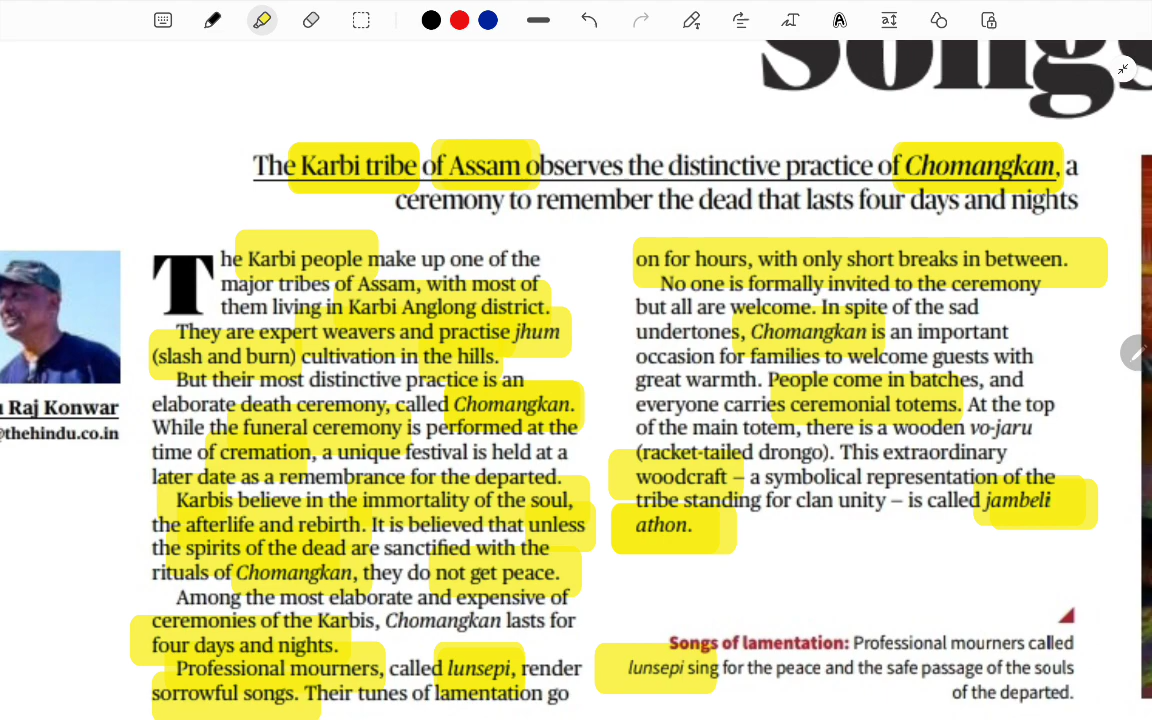 Songs
The Karbi tribe of Assam observes the distinctive practice of Chomangkan, a
ceremony to remember the dead that lasts four days and nights
Raj Konwar
@thehindu.co.in
The Karbi people make up one of the
major tribes of Assam, with most of
them living in Karbi Anglong district.
They are expert weavers and practise jhum
(slash and burn) cultivation in the hills.
But their most distinctive practice is an
elaborate death ceremony, called Chomangkan.
While the funeral ceremony is performed at the
time of cremation, a unique festival is held at a
later date as a remembrance for the departed.
Karbis believe in the immortality of the soul,
the afterlife and rebirth. It is believed that unless
the spirits of the dead are sanctified with the
rituals of Chomangkan, they do not get peace.
Among the most elaborate and expensive of
ceremonies of the Karbis, Chomangkan lasts for
four days and nights.
Professional mourners, called lunsepi, render
sorrowful songs. Their tunes of lamentation go
on for hours, with only short breaks in between.
No one is formally invited to the ceremony
but all are welcome. In spite of the sad
undertones, Chomangkan is an important
occasion for families to welcome guests with
great warmth. People come in batches, and
everyone carries ceremonial totems. At the top
of the main totem, there is a wooden vo-jaru
(racket-tailed drongo). This extraordinary
woodcraft – a symbolical representation of the
tribe standing for clan unity – is called jambeli
athon.
Songs of lamentation: Professional mourners called
lunsepi sing for the peace and the safe passage of the souls
of the departed.